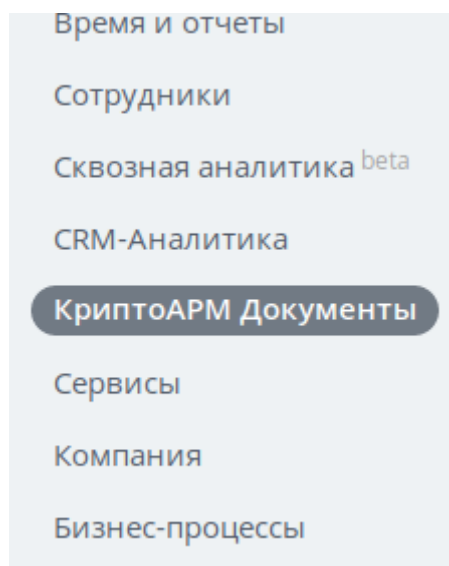 Время и отчеты
Сотрудники
Сквозная аналитика beta
CRM-Аналитика
КриптоАРМ Документы
Сервисы
Компания
Бизнес-процессы